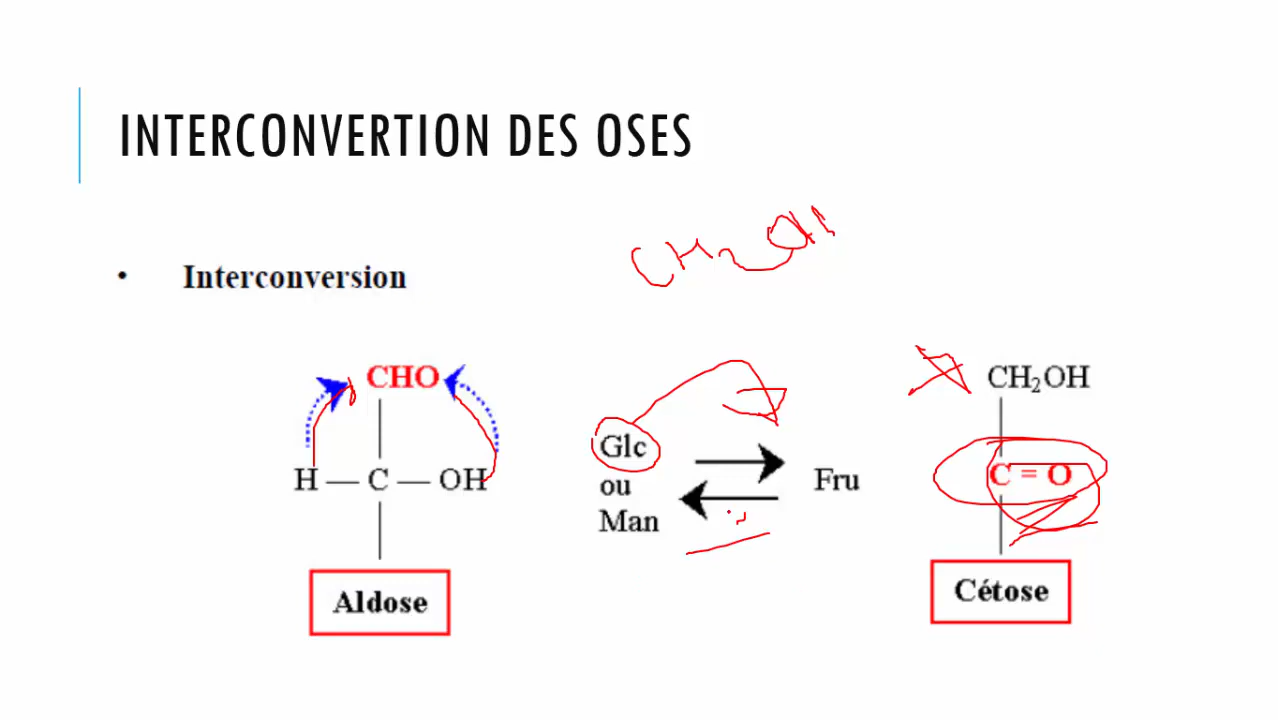 INTERCONVERTION DES OSES
CH2OH
• Interconversion
CHO
H — C — OH
Aldose
Glc
ou
Man
Fru
CH₂OH
C = O
Cétose